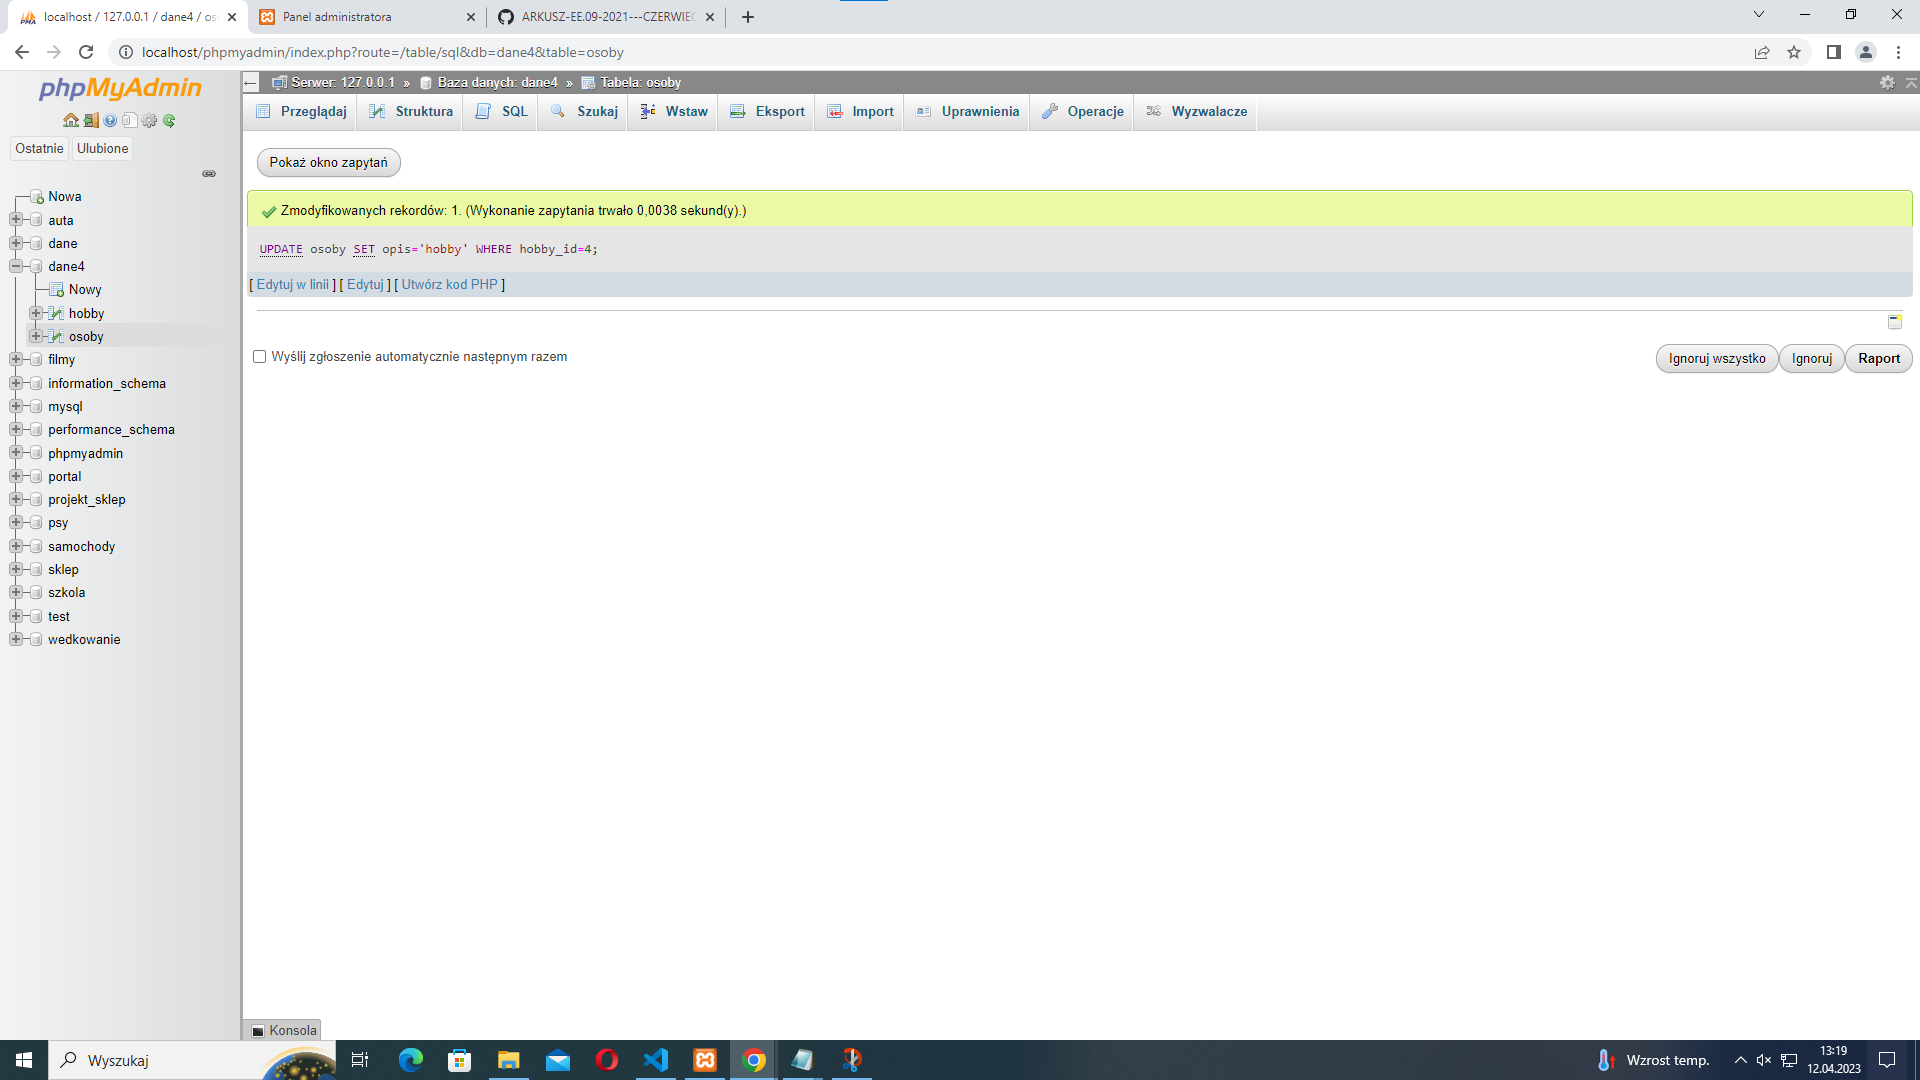 localhost / 127.0.0.1 / dane4 / os
Panel administratora
ARKUSZ-EE.09-2021---CZERWIEC
localhost/phpmyadmin/index.php?route=/table/sql&db=dane4&table=osoby
phpMyAdmin
Ostatnie Ulubione
Nowa
auta
dane
dane4
Nowy
hobby
osoby
filmy
information_schema
mysql
performance_schema
phpmyadmin
portal
projekt_sklep
psy
samochody
sklep
szkola
test
wedkowanie
Serwer: 127.0.0.1 » Baza danych: dane4 » Tabela: osoby
Przeglądaj Struktura SQL Szukaj Wstaw Eksport Import Uprawnienia Operacje Wyzwalacze
Pokaż okno zapytań
Zmodyfikowanych rekordów: 1. (Wykonanie zapytania trwało 0,0038 sekund(y).)
UPDATE osoby SET opis='hobby' WHERE hobby_id=4;
[ Edytuj w linii ] [ Edytuj ] [ Utwórz kod PHP ]
Wyślij zgłoszenie automatycznie następnym razem
Ignoruj wszystko Ignoruj Raport
Konsola
Wyszukaj
Wzrost temp.
13:19
12.04.2023